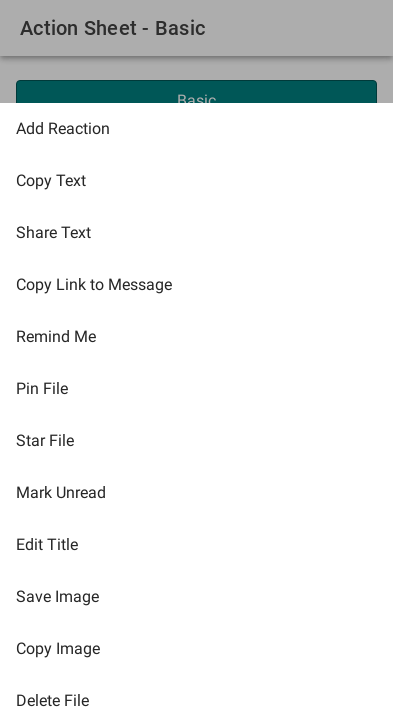 Action Sheet - Basic
Basic
Add Reaction
Copy Text
Share Text
Copy Link to Message
Remind Me
Pin File
Star File
Mark Unread
Edit Title
Save Image
Copy Image
Delete File